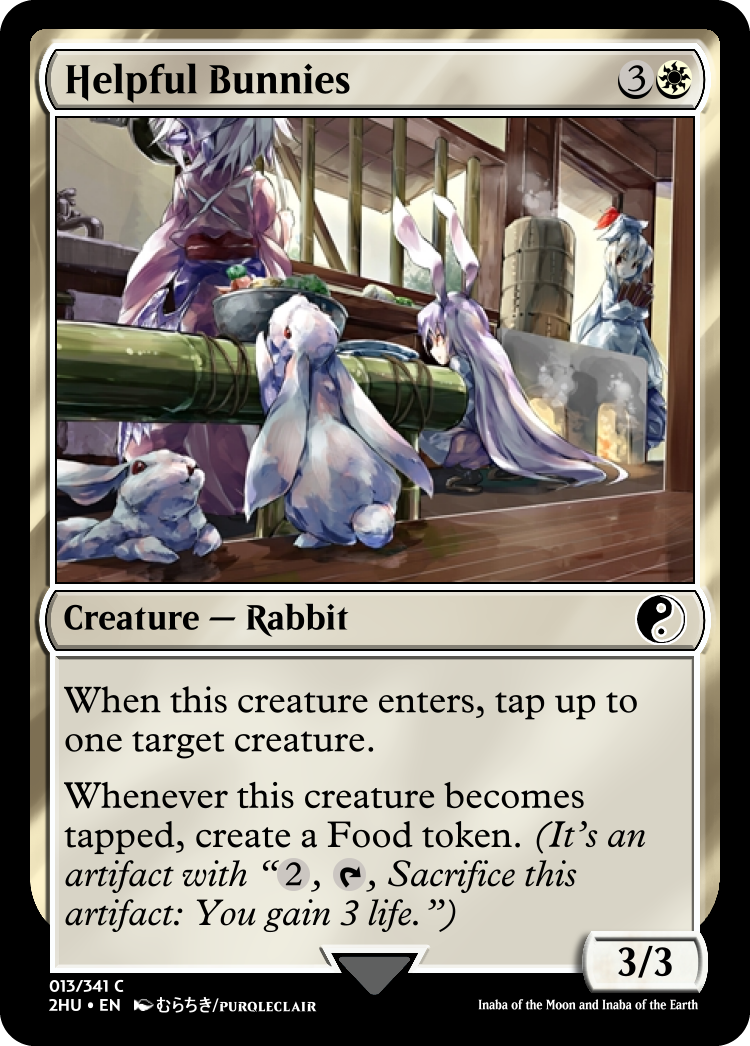 Helpful Bunnies 3
Creature — Rabbit
When this creature enters, tap up to
one target creature.
Whenever this creature becomes
tapped, create a Food token. (It's an
artifact with “2, , Sacrifice this
artifact: You gain 3 life.”)
3/3
013/341 C
2HU • EN むらちき/PUROLECLAIR
Inaba of the Moon and Inaba of the Earth